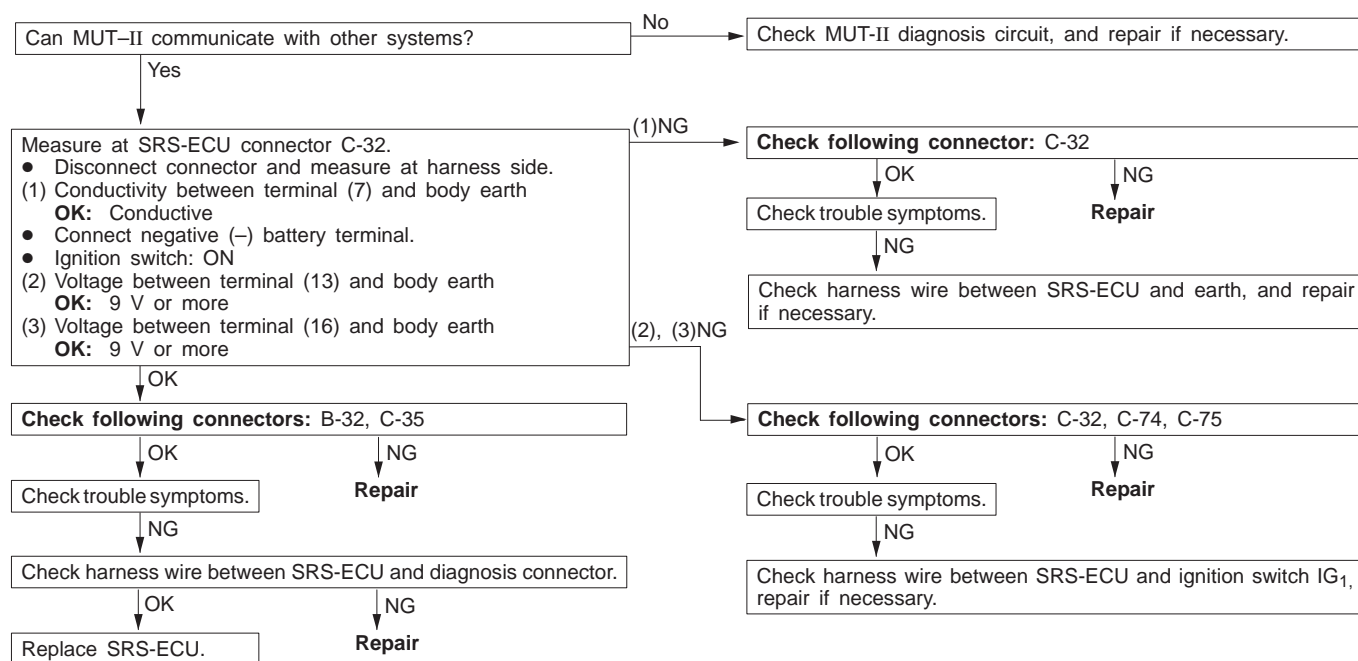 Can MUT–II communicate with other systems?
No
Check MUT-II diagnosis circuit, and repair if necessary.
Yes
Measure at SRS-ECU connector C-32.
● Disconnect connector and measure at harness side.
(1) Conductivity between terminal (7) and body earth
OK: Conductive
● Connect negative (–) battery terminal.
● Ignition switch: ON
(2) Voltage between terminal (13) and body earth
OK: 9 V or more
(3) Voltage between terminal (16) and body earth
OK: 9 V or more
(1)NG
Check following connector: C-32
OK
NG
Check trouble symptoms.
Repair
NG
Check harness wire between SRS-ECU and earth, and repair
if necessary.
(2), (3)NG
OK
Check following connectors: B-32, C-35
OK
NG
Check trouble symptoms.
Repair
NG
Check harness wire between SRS-ECU and diagnosis connector.
OK
NG
Replace SRS-ECU.
Repair
Check following connectors: C-32, C-74, C-75
OK
NG
Check trouble symptoms.
Repair
NG
Check harness wire between SRS-ECU and ignition switch IG1,
repair if necessary.